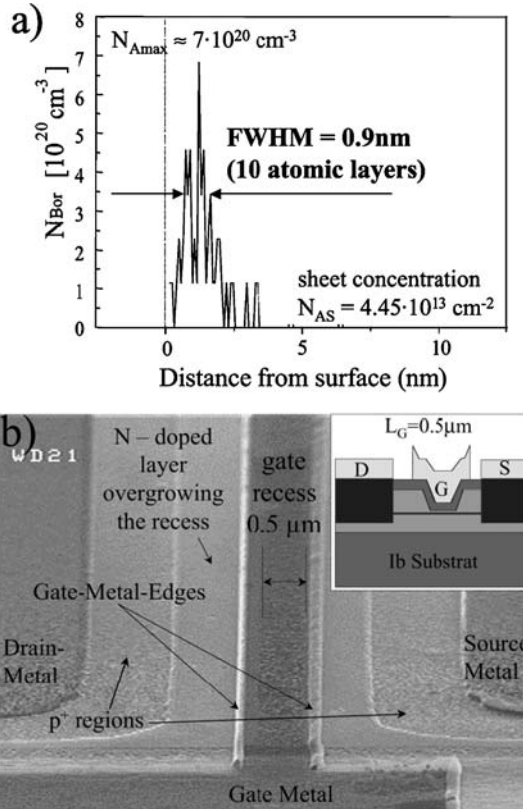 a)
8
7
6
5
4
3
2
1
0
N_Bor [10^20 cm^-3]
N_Amax ≈ 7·10^20 cm^-3
FWHM = 0.9nm
(10 atomic layers)
sheet concentration
N_AS = 4.45·10^13 cm^-2
0 5 10
Distance from surface (nm)
b)
WD21
N – doped
layer
overgrowing
the recess
gate
recess
0.5 µm
L_G=0.5µm
D
S
G
Ib Substrat
Gate-Metal-Edges
Drain-
Metal
Source
Metal
p+ regions
Gate Metal